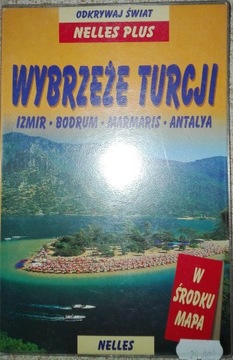 ODKRYWAJ ŚWIAT
NELLES PLUS
WYBRZEŻE TURCJI
IZMIR • BODRUM • MARMARIS • ANTALYA
W
ŚRODKU
MAPA
NELLES